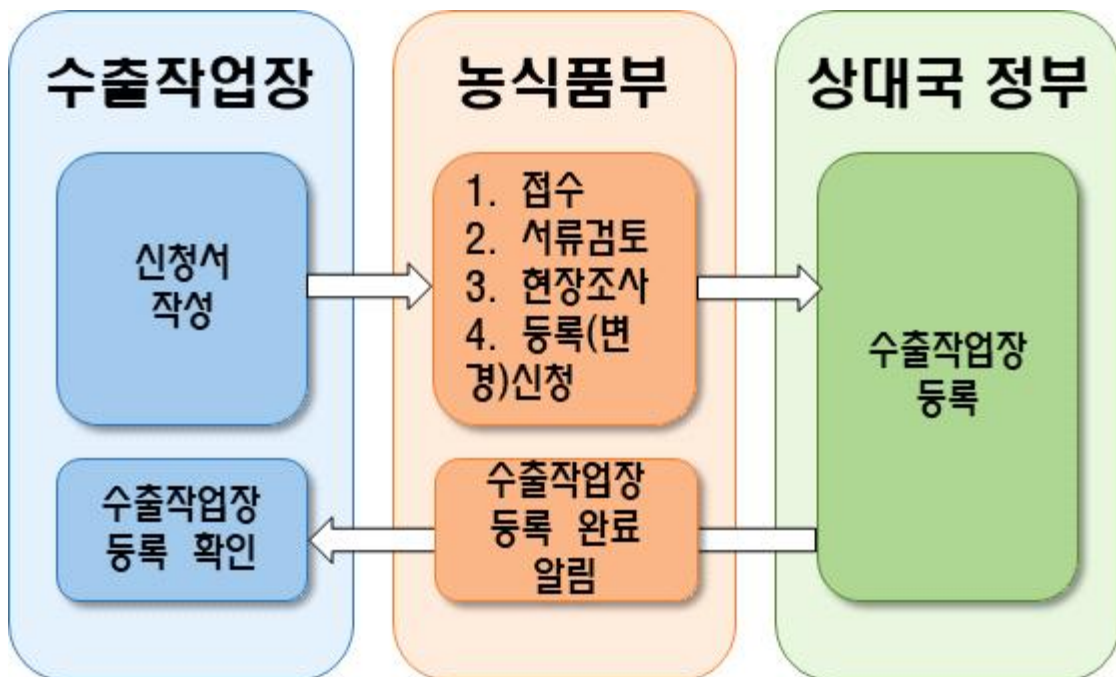 수출작업장
신청서
작성
수출작업장
등록 확인
농식품부
1. 접수
2. 서류검토
3. 현장조사
4. 등록(변
경)신청
수출작업장
등록 완료
알림
상대국 정부
수출작업장
등록